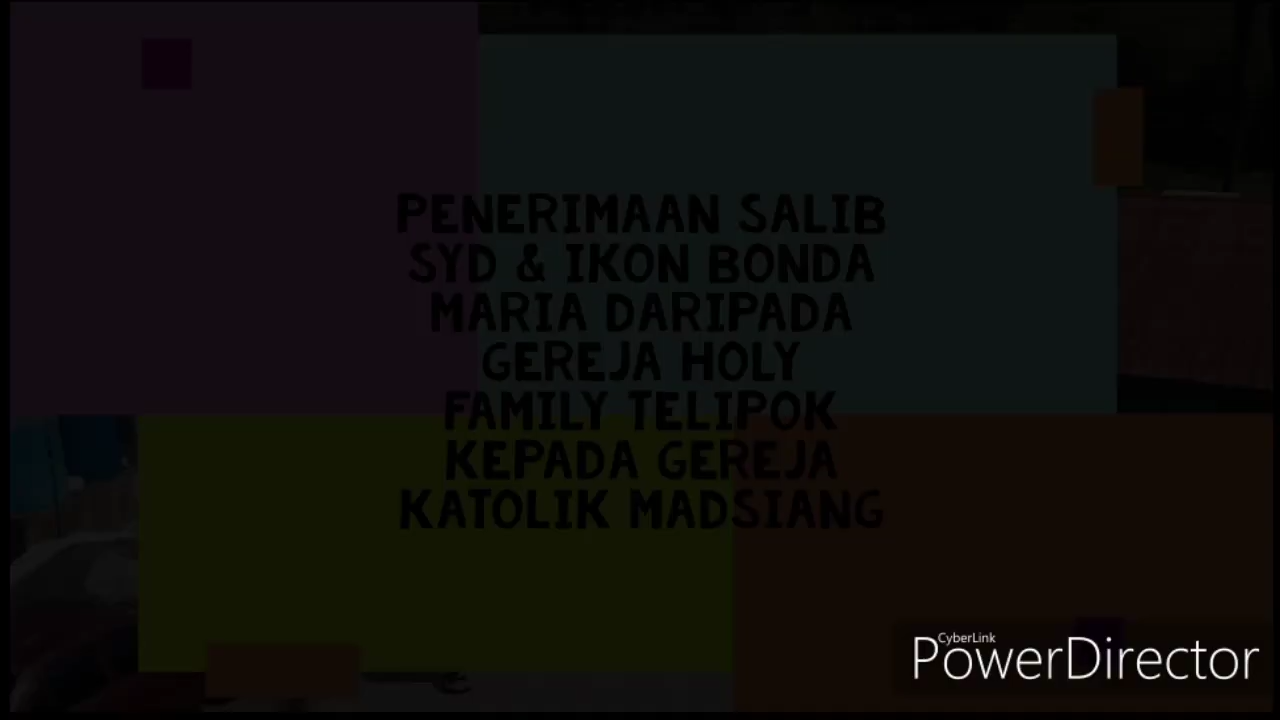 PENERIMAAN SALIB
SYD & IKON BONDA
MARIA DARIPADA
GEREJA HOLY
FAMILY TELIPOK
KEPADA GEREJA
KATOLIK MADSIANG
CyberLink
PowerDirector